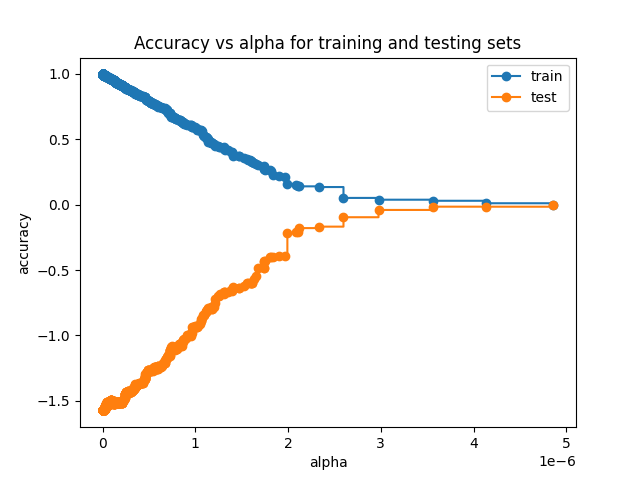 Accuracy vs alpha for training and testing sets
train
test
accuracy
1.0
0.5
0.0
−0.5
−1.0
−1.5
0
1
2
3
4
5
1e−6
alpha